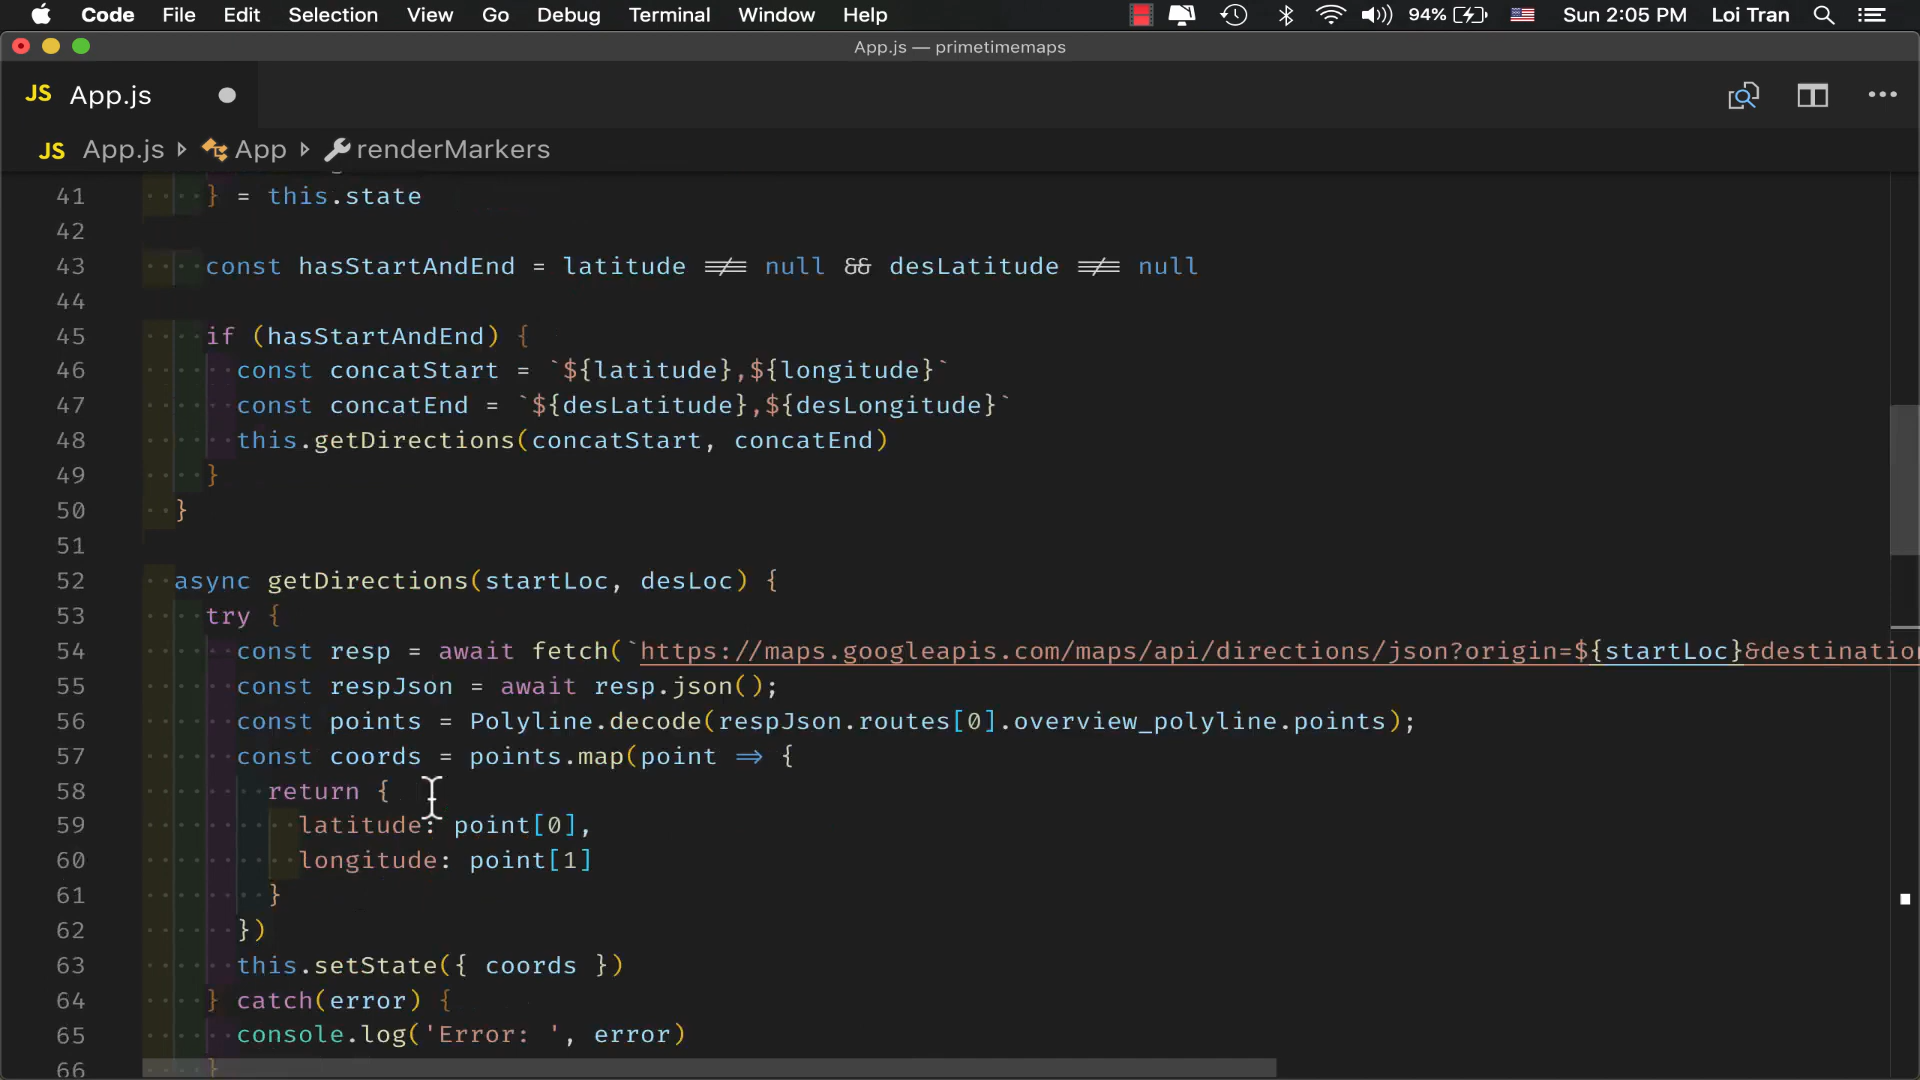 Code File Edit Selection View Go Debug Terminal Window Help 94% Sun 2:05 PM Loi Tran
App.js — primetimemaps
JS App.js
JS App.js App renderMarkers
41 } = this.state
42
43 const hasStartAndEnd = latitude !== null && desLatitude !== null
44
45 if (hasStartAndEnd) {
46 const concatStart = `${latitude},${longitude}`
47 const concatEnd = `${desLatitude},${desLongitude}`
48 this.getDirections(concatStart, concatEnd)
49 }
50 }
51
52 async getDirections(startLoc, desLoc) {
53 try {
54 const resp = await fetch(`https://maps.googleapis.com/maps/api/directions/json?origin=${startLoc}&destination
55 const respJson = await resp.json();
56 const points = Polyline.decode(respJson.routes[0].overview_polyline.points);
57 const coords = points.map(point => {
58 return {
59 latitude: point[0],
60 longitude: point[1]
61 }
62 })
63 this.setState({ coords })
64 } catch(error) {
65 console.log('Error: ', error)
66 }